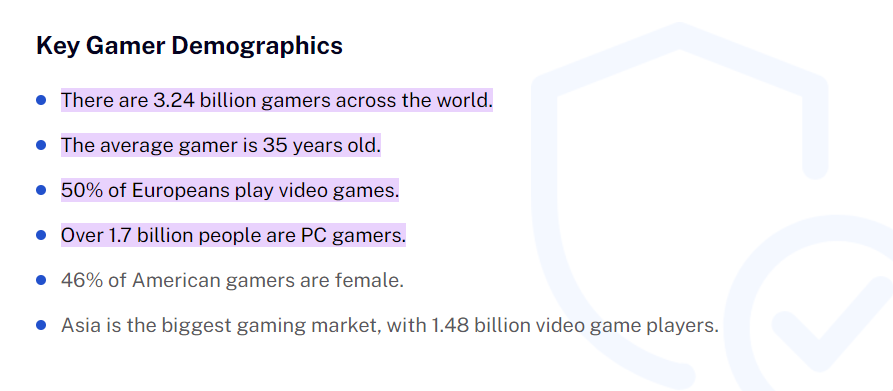 Key Gamer Demographics
There are 3.24 billion gamers across the world.
The average gamer is 35 years old.
50% of Europeans play video games.
Over 1.7 billion people are PC gamers.
46% of American gamers are female.
Asia is the biggest gaming market, with 1.48 billion video game players.